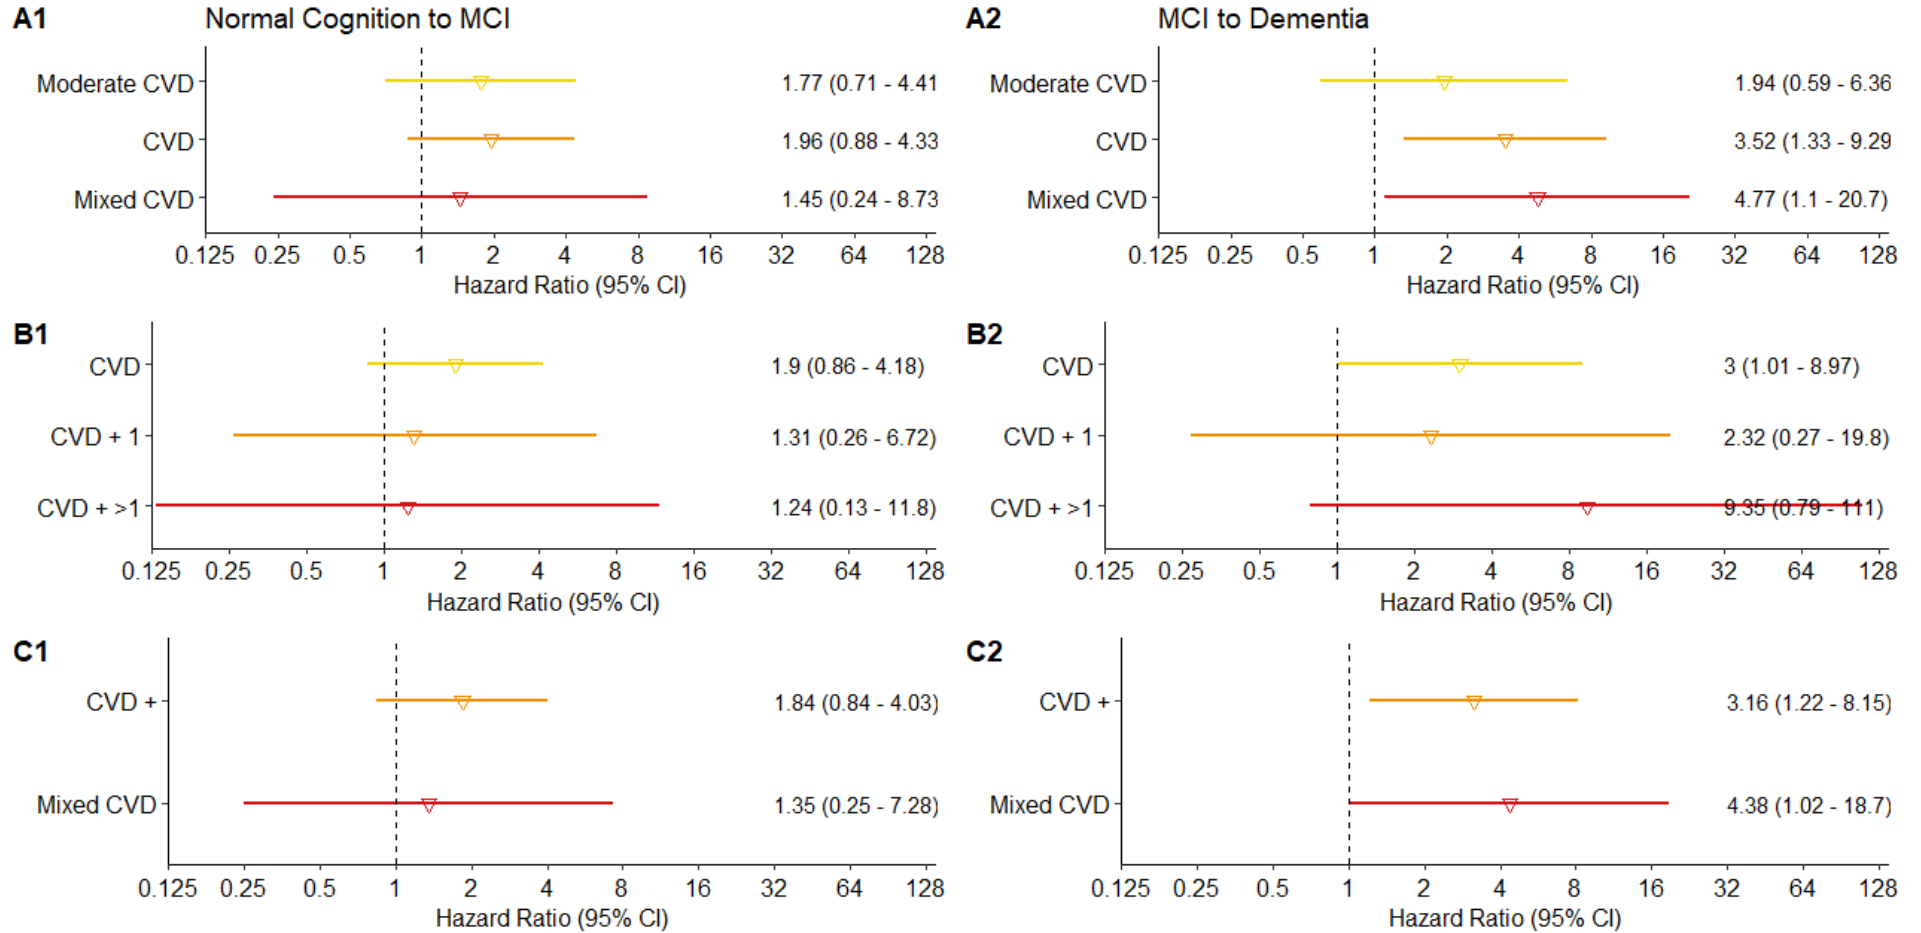 A1
Normal Cognition to MCI
Moderate CVD
1.77 (0.71 - 4.41
CVD
1.96 (0.88 - 4.33
Mixed CVD
1.45 (0.24 - 8.73
0.125 0.25 0.5 1 2 4 8 16 32 64 128
Hazard Ratio (95% CI)
A2
MCI to Dementia
Moderate CVD
1.94 (0.59 - 6.36
CVD
3.52 (1.33 - 9.29
Mixed CVD
4.77 (1.1 - 20.7)
0.125 0.25 0.5 1 2 4 8 16 32 64 128
Hazard Ratio (95% CI)
B1
CVD
1.9 (0.86 - 4.18)
CVD + 1
1.31 (0.26 - 6.72)
CVD + >1
1.24 (0.13 - 11.8)
0.125 0.25 0.5 1 2 4 8 16 32 64 128
Hazard Ratio (95% CI)
B2
CVD
3 (1.01 - 8.97)
CVD + 1
2.32 (0.27 - 19.8)
CVD + >1
9.35 (0.79 - 111)
0.125 0.25 0.5 1 2 4 8 16 32 64 128
Hazard Ratio (95% CI)
C1
CVD +
1.84 (0.84 - 4.03)
Mixed CVD
1.35 (0.25 - 7.28)
0.125 0.25 0.5 1 2 4 8 16 32 64 128
Hazard Ratio (95% CI)
C2
CVD +
3.16 (1.22 - 8.15)
Mixed CVD
4.38 (1.02 - 18.7)
0.125 0.25 0.5 1 2 4 8 16 32 64 128
Hazard Ratio (95% CI)